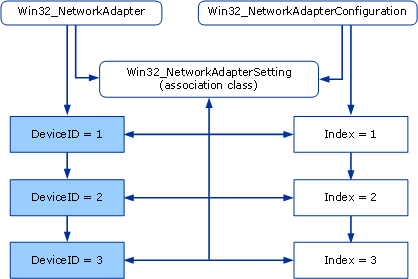 Win32_NetworkAdapter
Win32_NetworkAdapterConfiguration
Win32_NetworkAdapterSetting
(association class)
DeviceID = 1
Index = 1
DeviceID = 2
Index = 2
DeviceID = 3
Index = 3